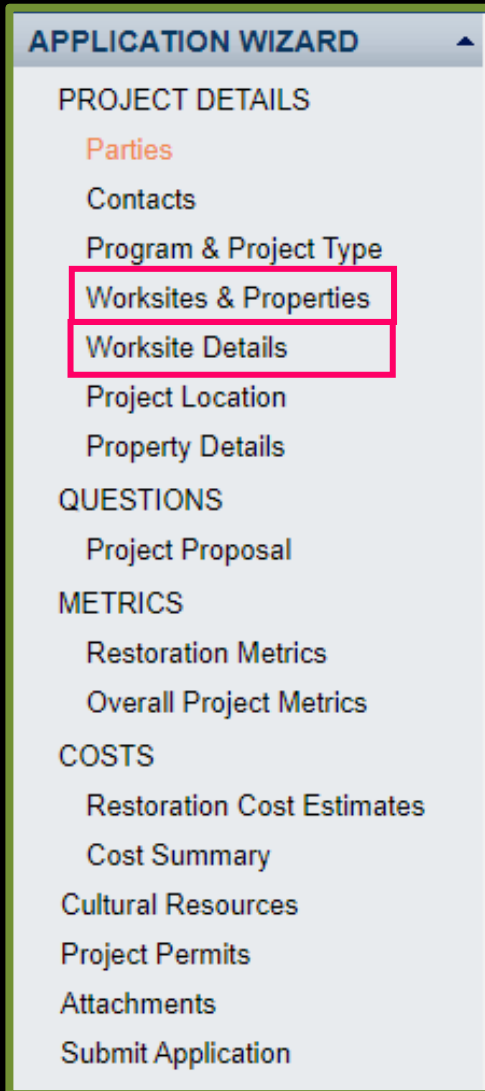 APPLICATION WIZARD
PROJECT DETAILS
Parties
Contacts
Program & Project Type
Worksites & Properties
Worksite Details
Project Location
Property Details
QUESTIONS
Project Proposal
METRICS
Restoration Metrics
Overall Project Metrics
COSTS
Restoration Cost Estimates
Cost Summary
Cultural Resources
Project Permits
Attachments
Submit Application